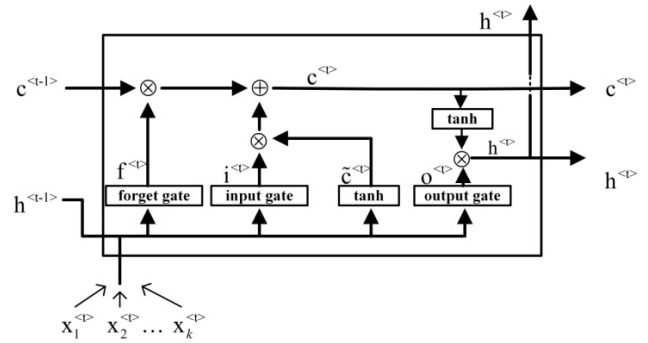 h<t>
c<t-1> c<t> c<t>
tanh
f<t> i<t> c̃<t> o<t> h<t>
h<t-1> forget gate input gate tanh output gate h<t>
x₁<t> x₂<t> … xₖ<t>